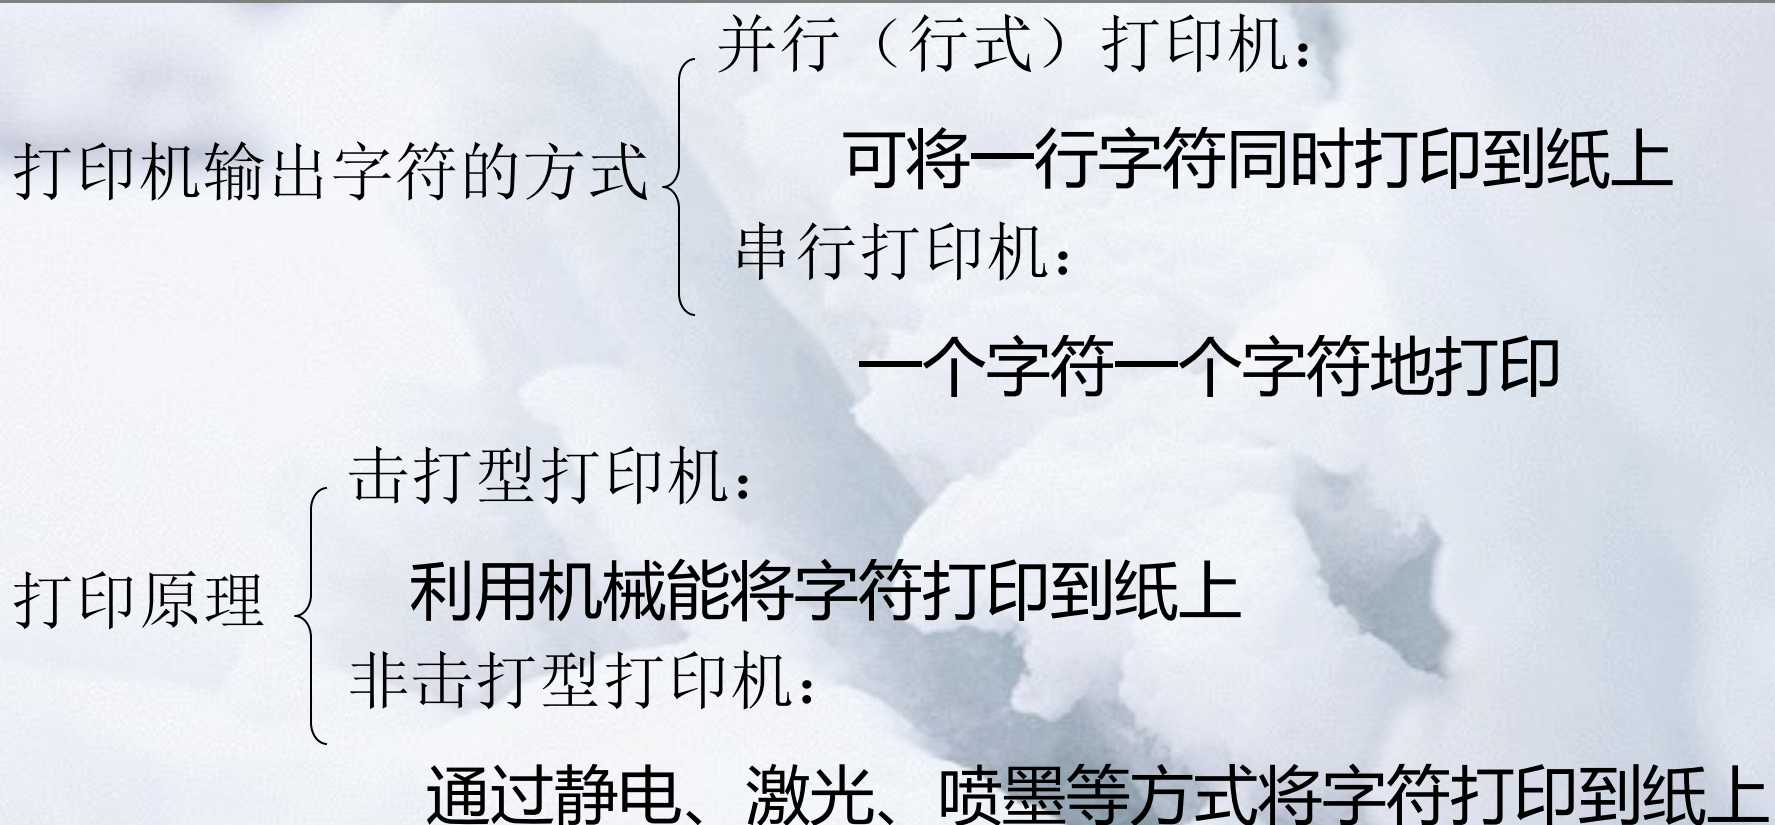 并行（行式）打印机：
可将一行字符同时打印到纸上
打印机输出字符的方式
串行打印机：
一个字符一个字符地打印
击打型打印机：
利用机械能将字符打印到纸上
打印原理
非击打型打印机：
通过静电、激光、喷墨等方式将字符打印到纸上